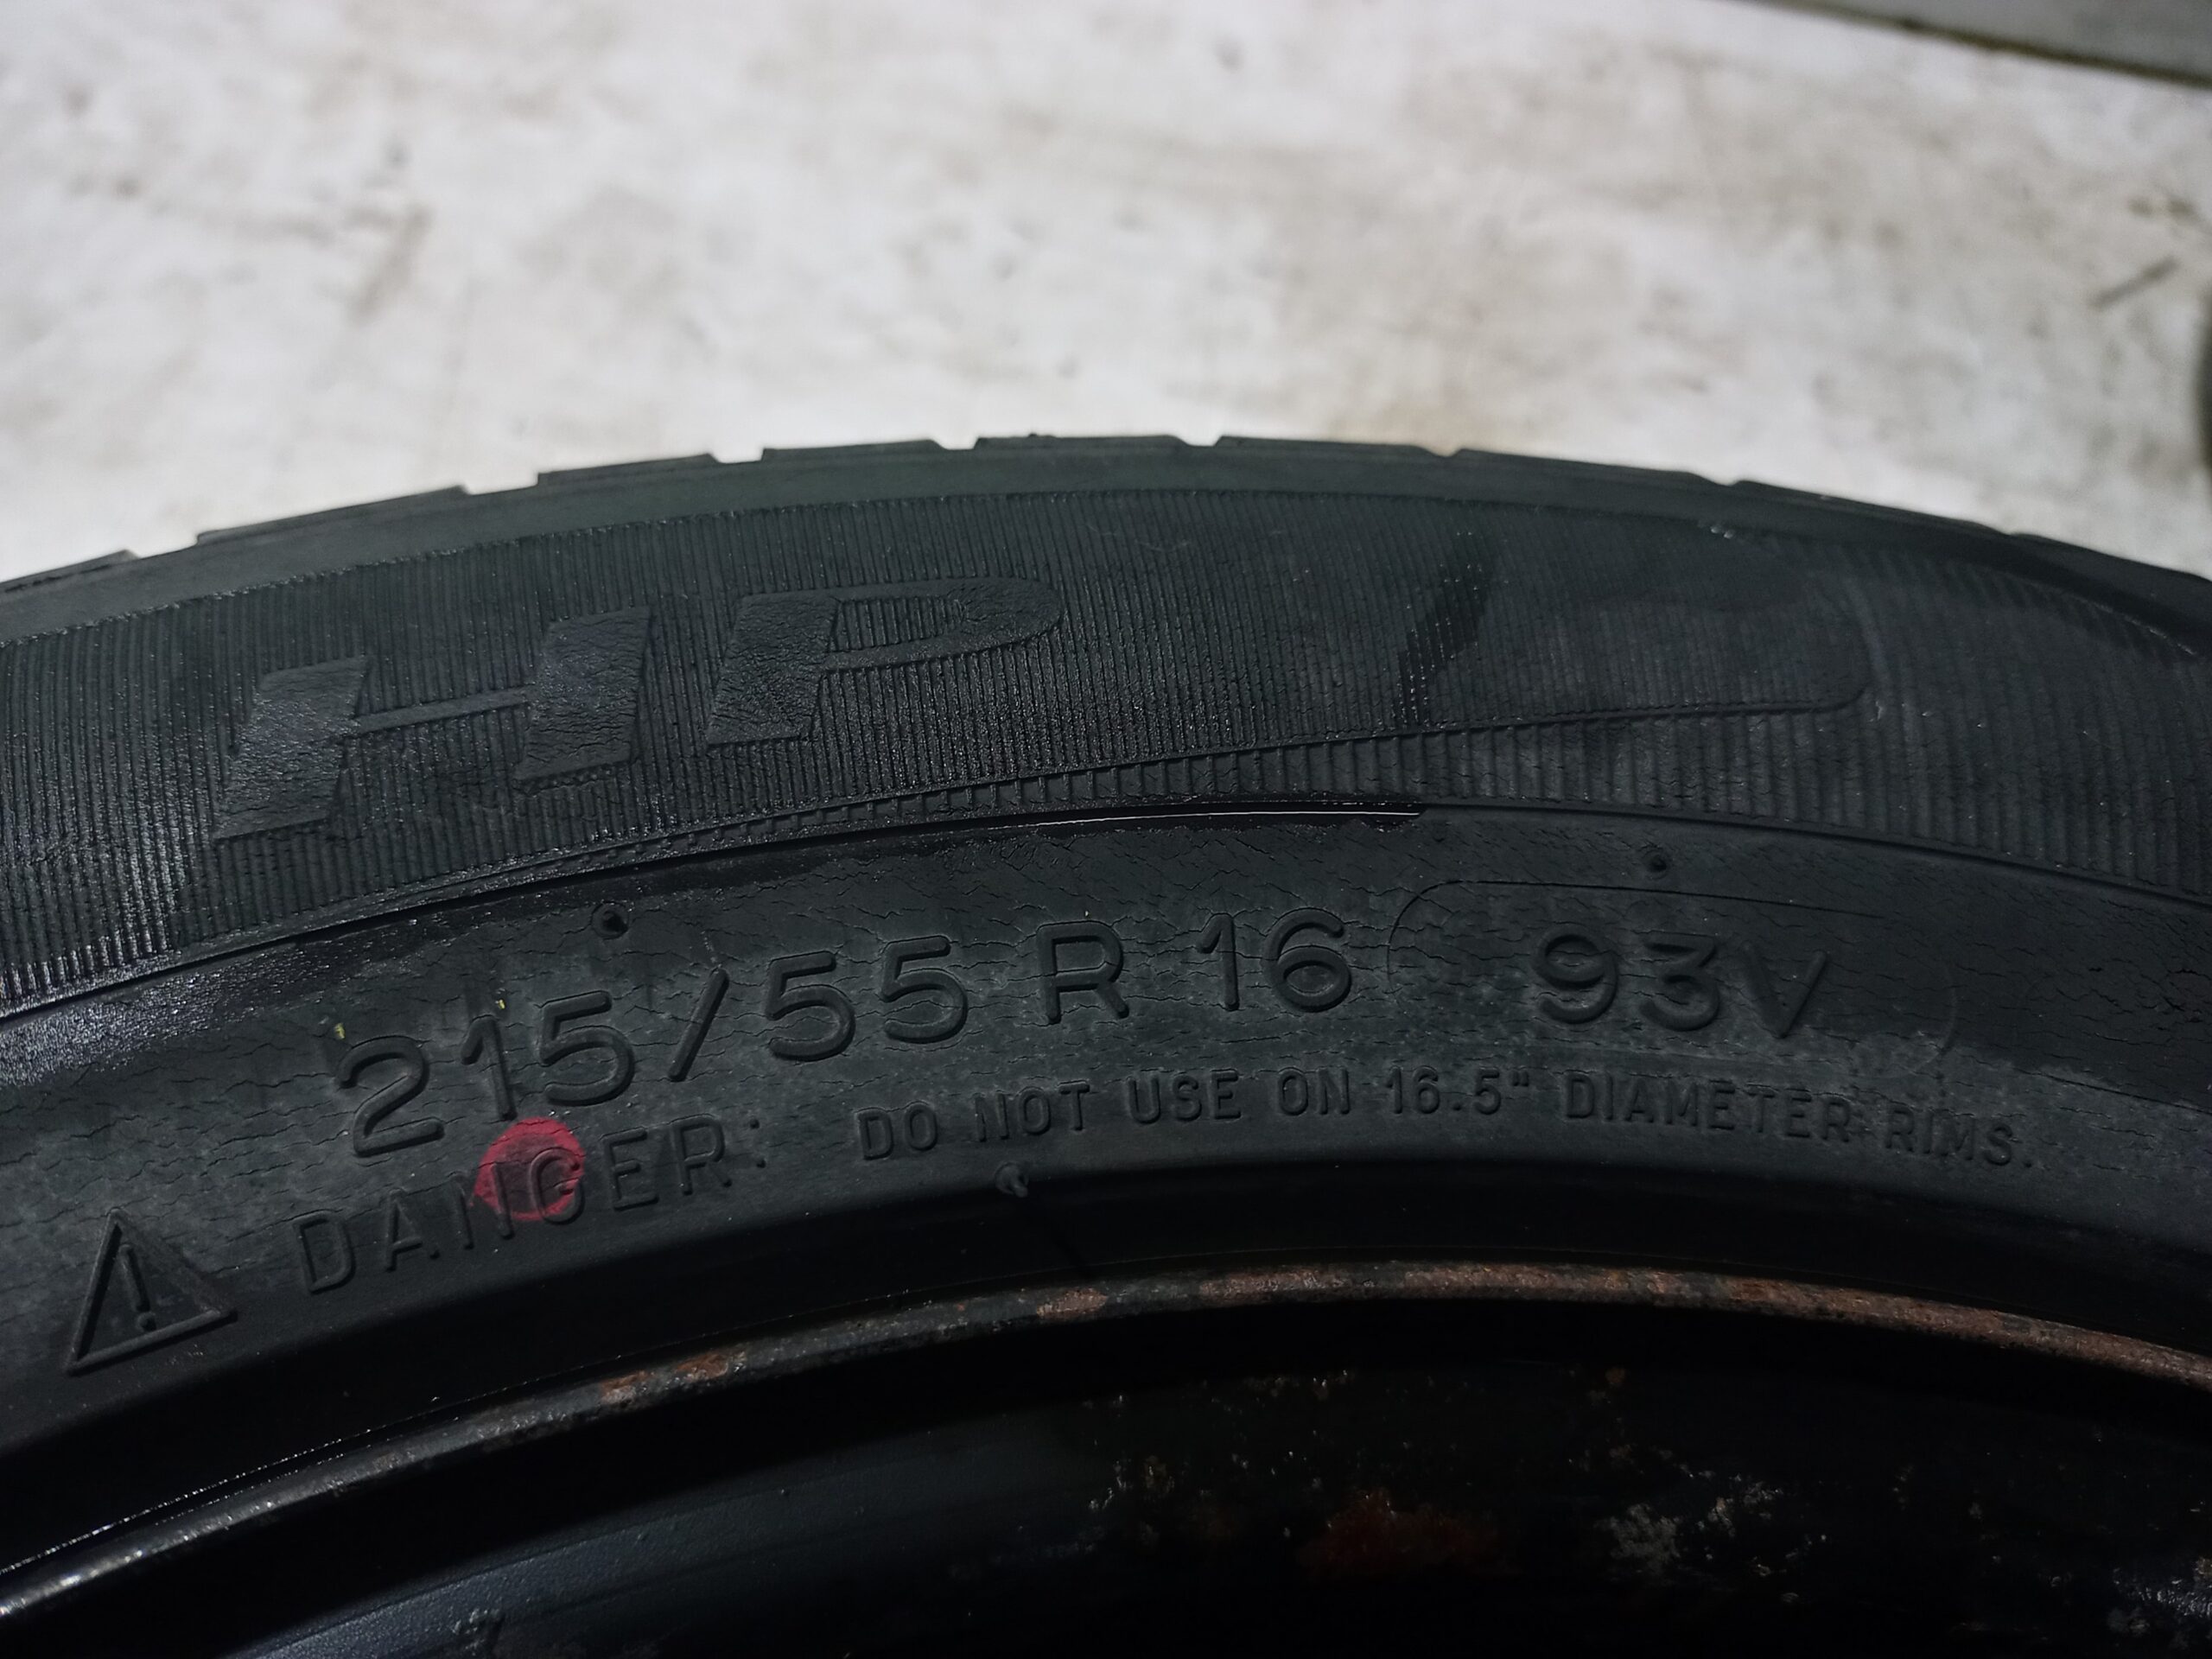 HP
215/55 R 16 93V
DANGER: DO NOT USE ON 16.5" DIAMETER RIMS.